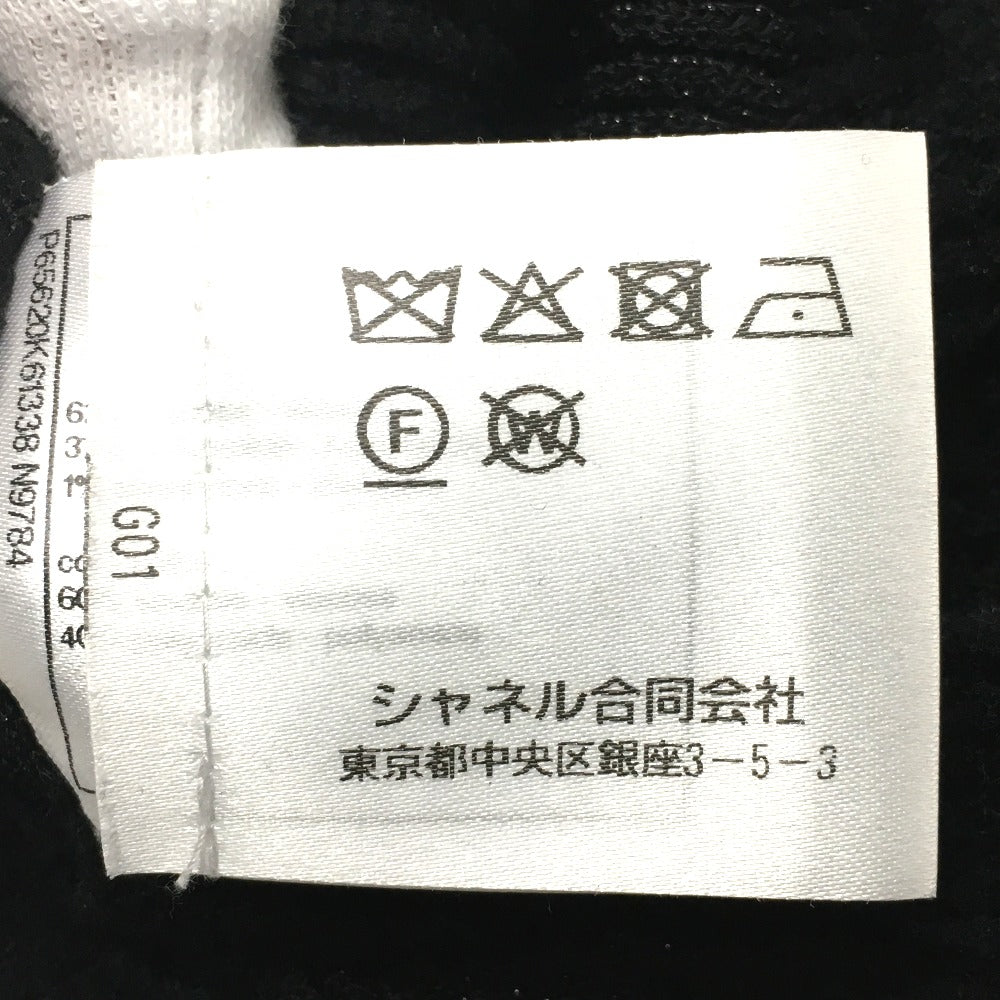 F W
シャネル合同会社
東京都中央区銀座3-5-3
G01
P65620K61338 N9784